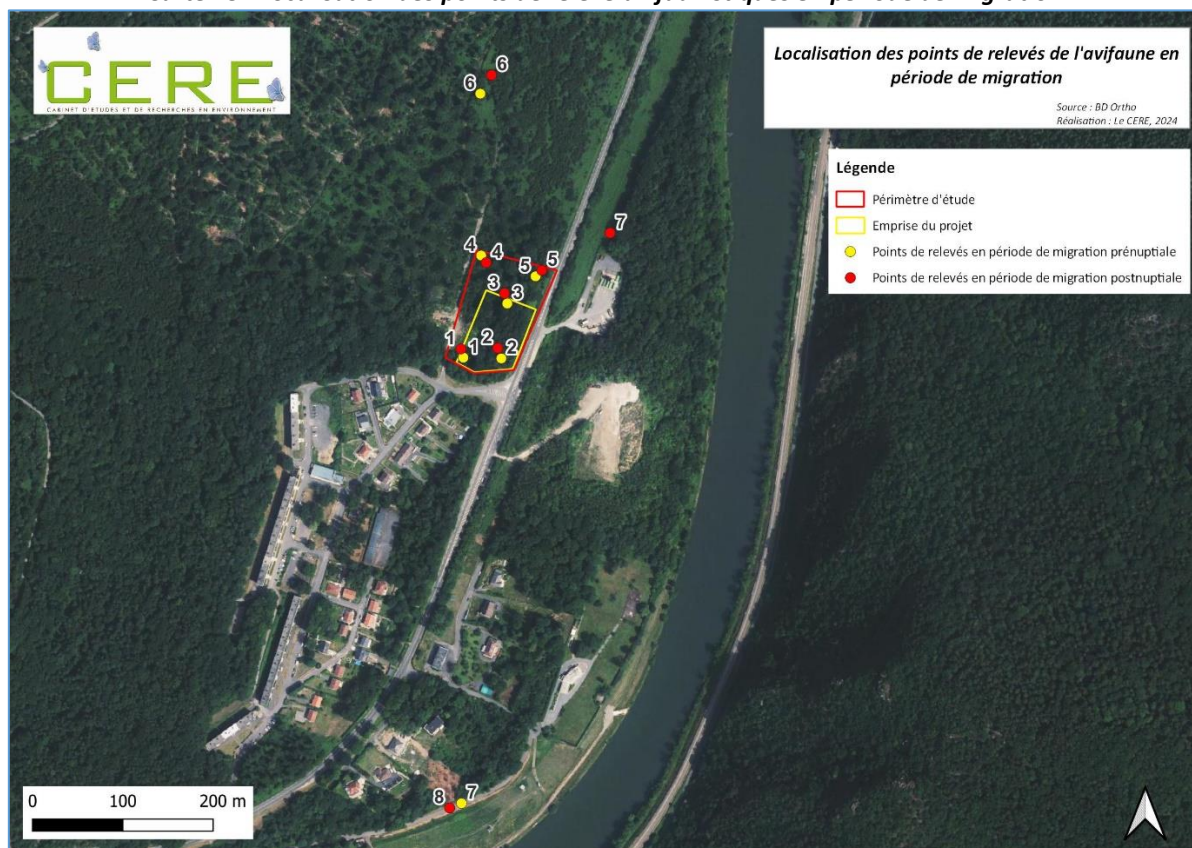 CERE
CABINET D'ETUDES ET DE RECHERCHES EN ENVIRONNEMENT
Localisation des points de relevés de l'avifaune en
période de migration
Source : BD Ortho
Réalisation : Le CERE, 2024
Légende
Périmètre d'étude
Emprise du projet
Points de relevés en période de migration prénuptiale
Points de relevés en période de migration postnuptiale
6
6
7
4
4
5
5
3
3
1
1
2
2
8
7
0 100 200 m